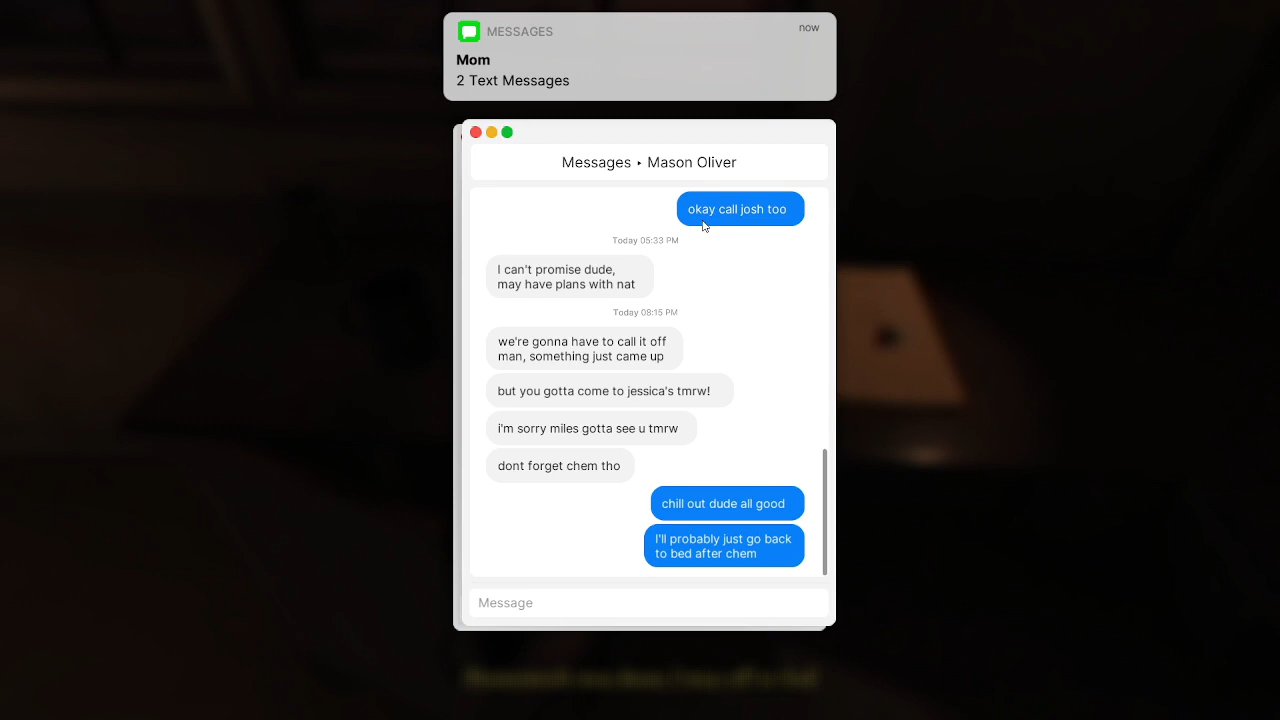 MESSAGES
now
Mom
2 Text Messages
Messages ▸ Mason Oliver
okay call josh too
Today 05:33 PM
I can't promise dude,
may have plans with nat
Today 08:15 PM
we're gonna have to call it off
man, something just came up
but you gotta come to jessica's tmrw!
i'm sorry miles gotta see u tmrw
dont forget chem tho
chill out dude all good
I'll probably just go back
to bed after chem
Message